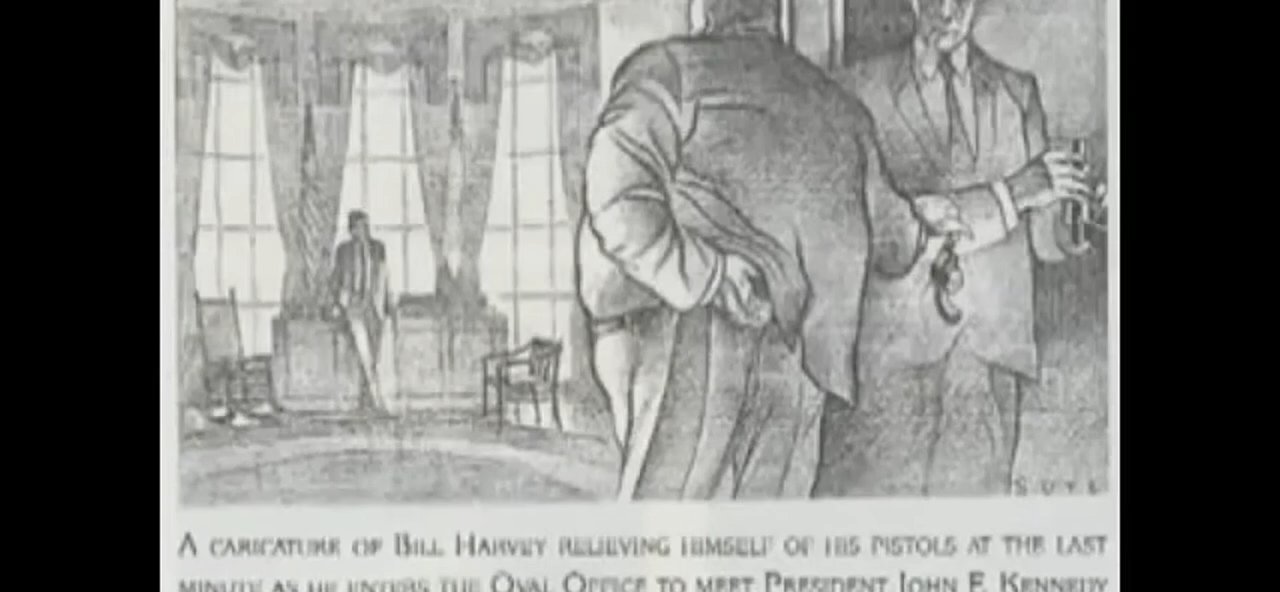 SUTE
A CARICATURE OF BILL HARVEY RELIEVING HIMSELF OF HIS PISTOLS AT THE LAST
MINUTE AS HE ENTERS THE OVAL OFFICE TO MEET PRESIDENT JOHN F. KENNEDY